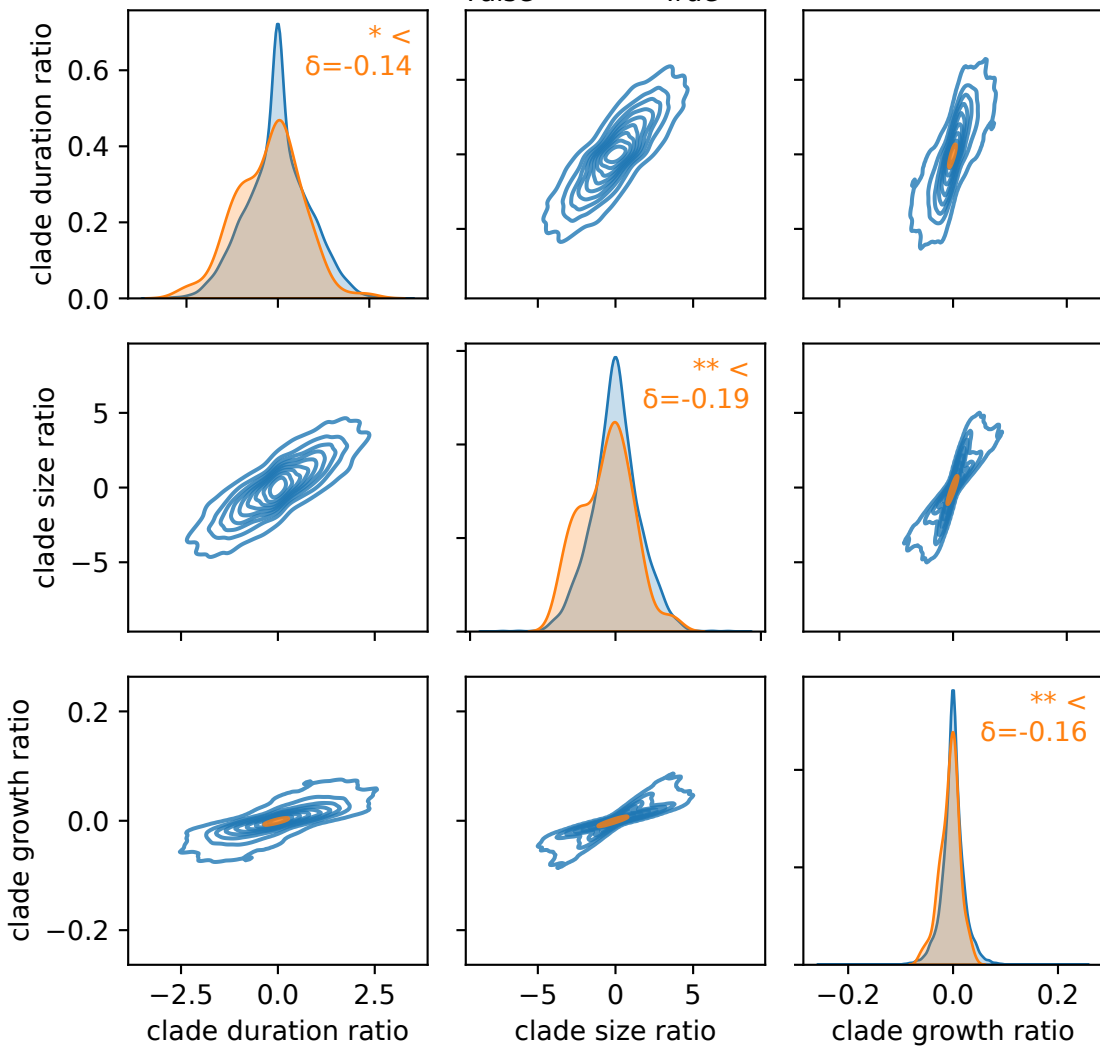 clade duration ratio
0.6
0.4
0.2
0.0
* <
δ=-0.14
clade size ratio
5
0
−5
** <
δ=-0.19
clade growth ratio
0.2
0.0
−0.2
** <
δ=-0.16
−2.5 0.0 2.5
clade duration ratio
−5 0 5
clade size ratio
−0.2 0.0 0.2
clade growth ratio